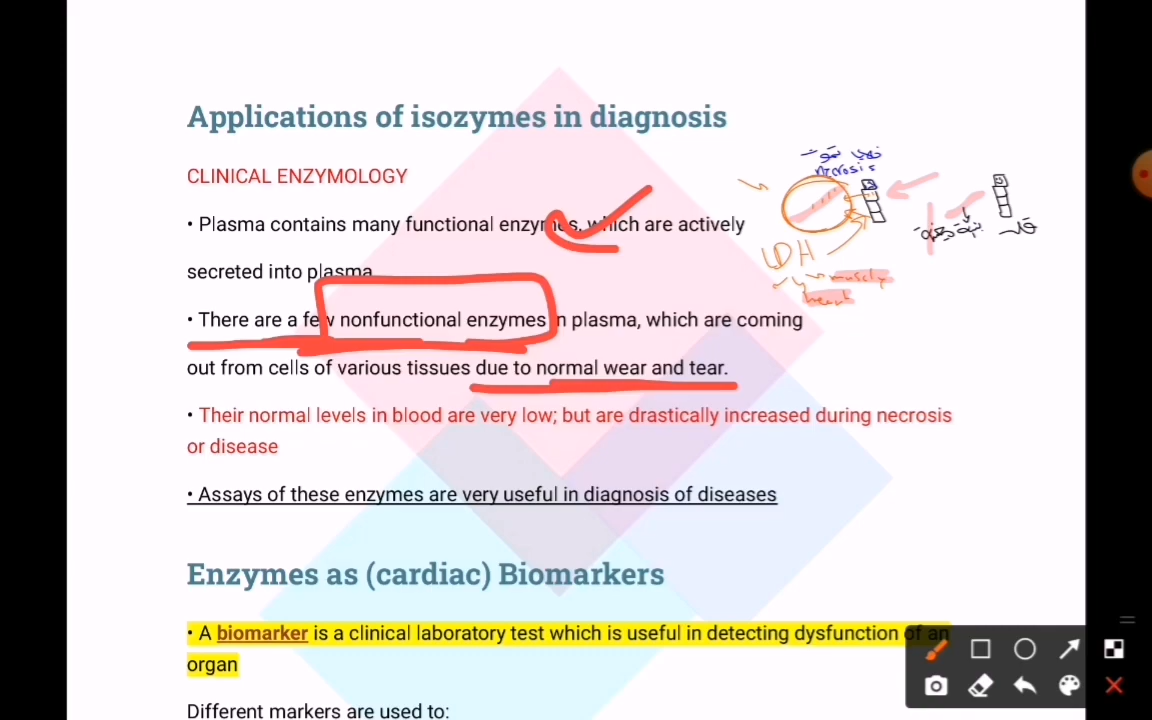 Applications of isozymes in diagnosis
CLINICAL ENZYMOLOGY
• Plasma contains many functional enzymes, which are actively
secreted into plasma
• There are a few nonfunctional enzymes in plasma, which are coming
out from cells of various tissues due to normal wear and tear.
• Their normal levels in blood are very low; but are drastically increased during necrosis
or disease
• Assays of these enzymes are very useful in diagnosis of diseases
necrosis
LDH
muscle
heart
Enzymes as (cardiac) Biomarkers
• A biomarker is a clinical laboratory test which is useful in detecting dysfunction of an
organ
Different markers are used to: